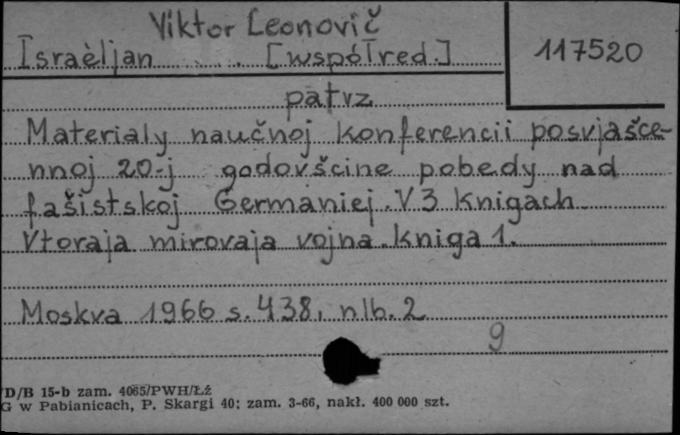 Viktor Leonovič
Israèljan [współred.]
117520
patrz
Materialy naučnoj konferencii posvjašče-
nnoj 20-j godovščine pobedy nad
fašistskoj Germaniej. V 3 knigach.
Vtoraja mirovaja vojna. kniga 1.
Moskva 1966 s. 438, nlb. 2
9
D/B 15-b zam. 4065/PWH/Łź
G w Pabianicach, P. Skargi 40; zam. 3-66, nakł. 400 000 szt.